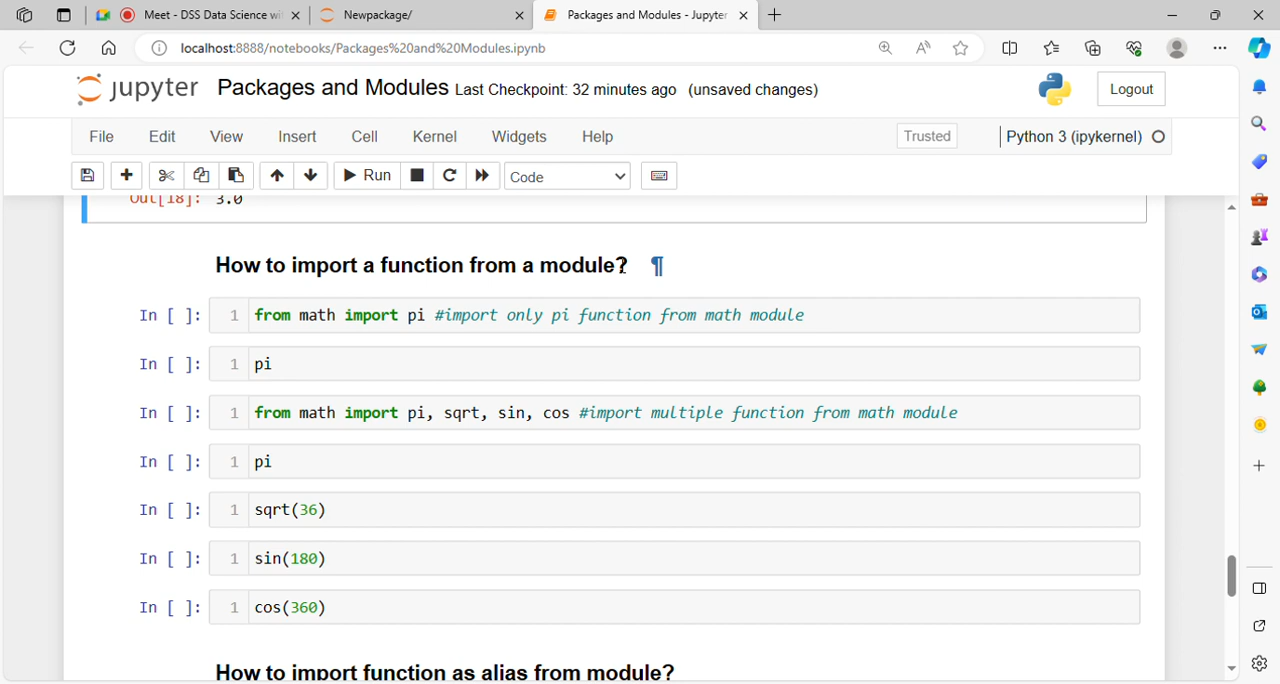 Meet - DSS Data Science wi
Newpackage/
Packages and Modules - Jupyter
localhost:8888/notebooks/Packages%20and%20Modules.ipynb
jupyter Packages and Modules Last Checkpoint: 32 minutes ago (unsaved changes)
Logout
File Edit View Insert Cell Kernel Widgets Help
Trusted Python 3 (ipykernel)
Run Code
Out[18]: 3.0
How to import a function from a module? ¶
In [ ]: 1 from math import pi #import only pi function from math module
In [ ]: 1 pi
In [ ]: 1 from math import pi, sqrt, sin, cos #import multiple function from math module
In [ ]: 1 pi
In [ ]: 1 sqrt(36)
In [ ]: 1 sin(180)
In [ ]: 1 cos(360)
How to import function as alias from module?